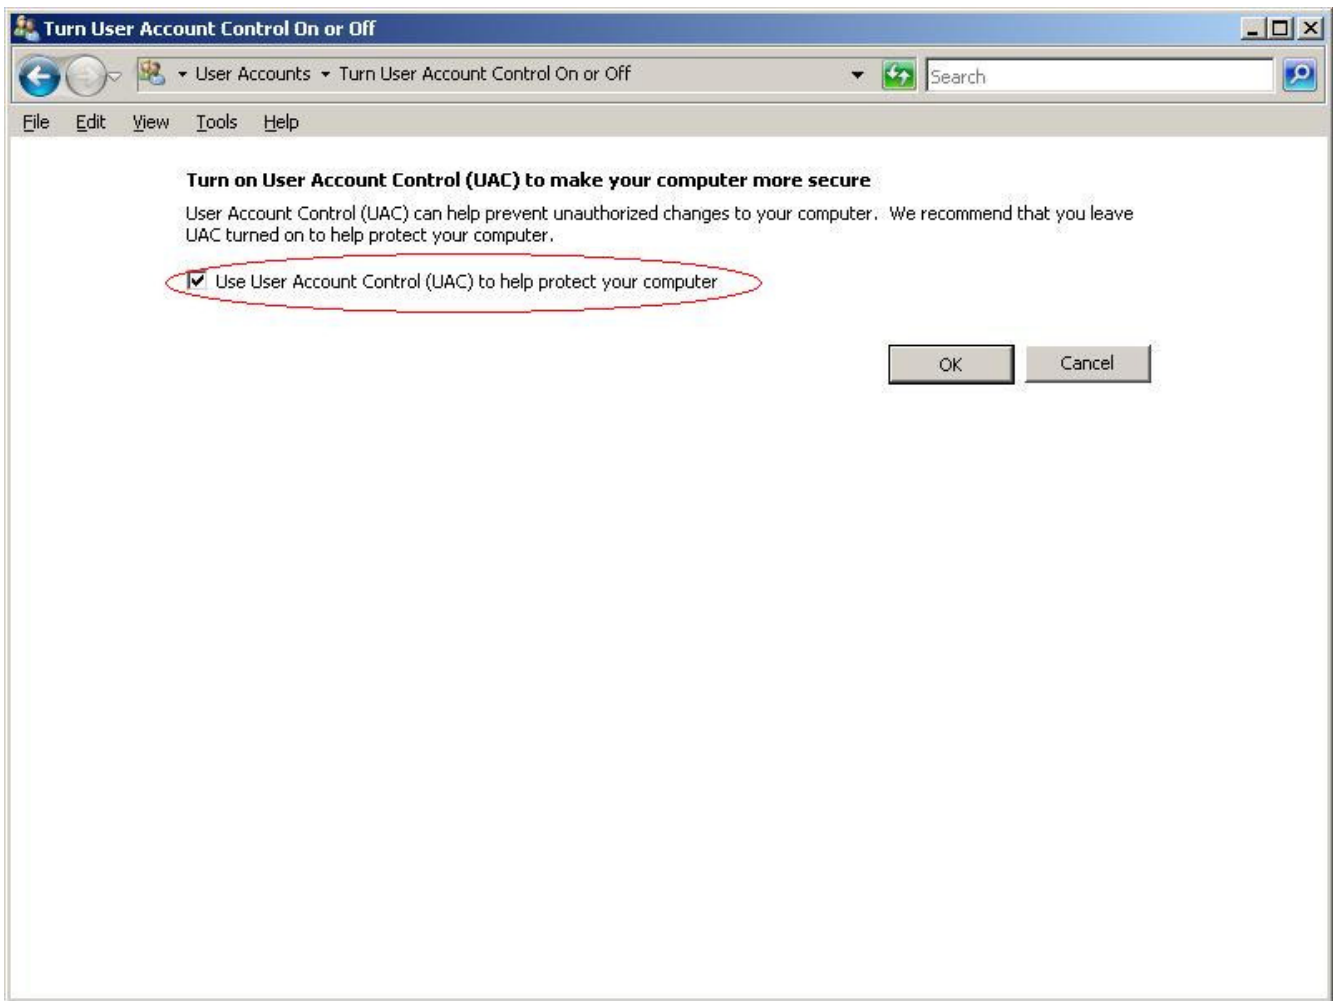 Turn User Account Control On or Off
User Accounts Turn User Account Control On or Off Search
File Edit View Tools Help
Turn on User Account Control (UAC) to make your computer more secure
User Account Control (UAC) can help prevent unauthorized changes to your computer. We recommend that you leave
UAC turned on to help protect your computer.
Use User Account Control (UAC) to help protect your computer
OK Cancel